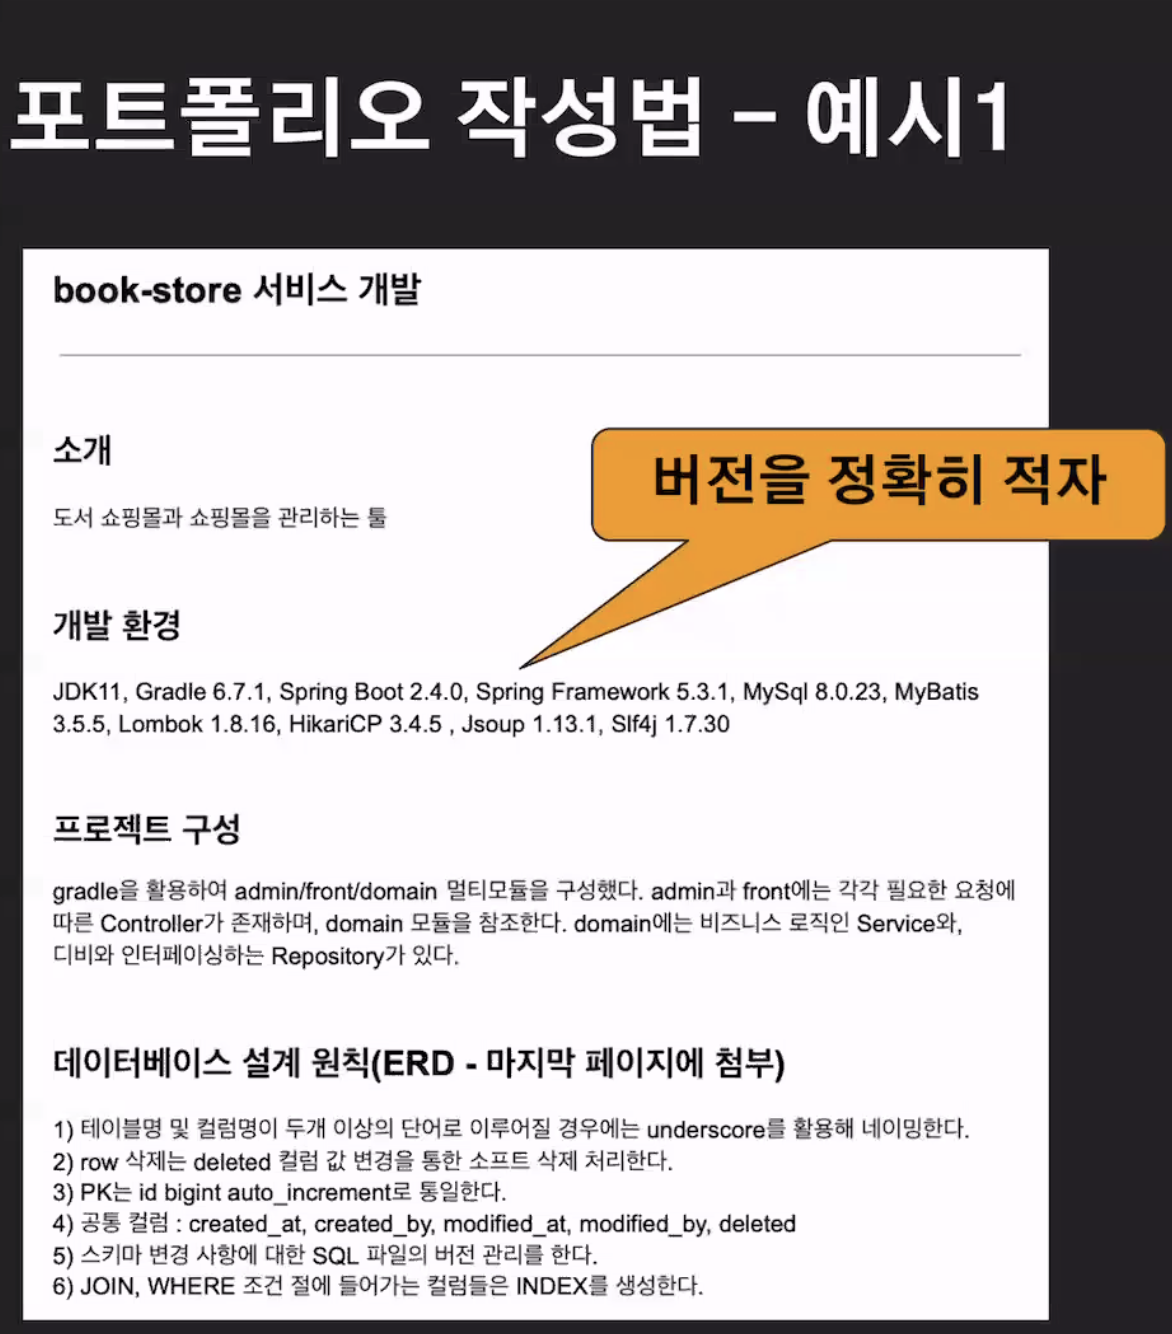 포트폴리오 작성법 - 예시1
book-store 서비스 개발
소개
버전을 정확히 적자
도서 쇼핑몰과 쇼핑몰을 관리하는 툴
개발 환경
JDK11, Gradle 6.7.1, Spring Boot 2.4.0, Spring Framework 5.3.1, MySql 8.0.23, MyBatis
3.5.5, Lombok 1.8.16, HikariCP 3.4.5 , Jsoup 1.13.1, Slf4j 1.7.30
프로젝트 구성
gradle을 활용하여 admin/front/domain 멀티모듈을 구성했다. admin과 front에는 각각 필요한 요청에
따른 Controller가 존재하며, domain 모듈을 참조한다. domain에는 비즈니스 로직인 Service와,
디비와 인터페이싱하는 Repository가 있다.
데이터베이스 설계 원칙(ERD - 마지막 페이지에 첨부)
1) 테이블명 및 컬럼명이 두개 이상의 단어로 이루어질 경우에는 underscore를 활용해 네이밍한다.
2) row 삭제는 deleted 컬럼 값 변경을 통한 소프트 삭제 처리한다.
3) PK는 id bigint auto_increment로 통일한다.
4) 공통 컬럼 : created_at, created_by, modified_at, modified_by, deleted
5) 스키마 변경 사항에 대한 SQL 파일의 버전 관리를 한다.
6) JOIN, WHERE 조건 절에 들어가는 컬럼들은 INDEX를 생성한다.